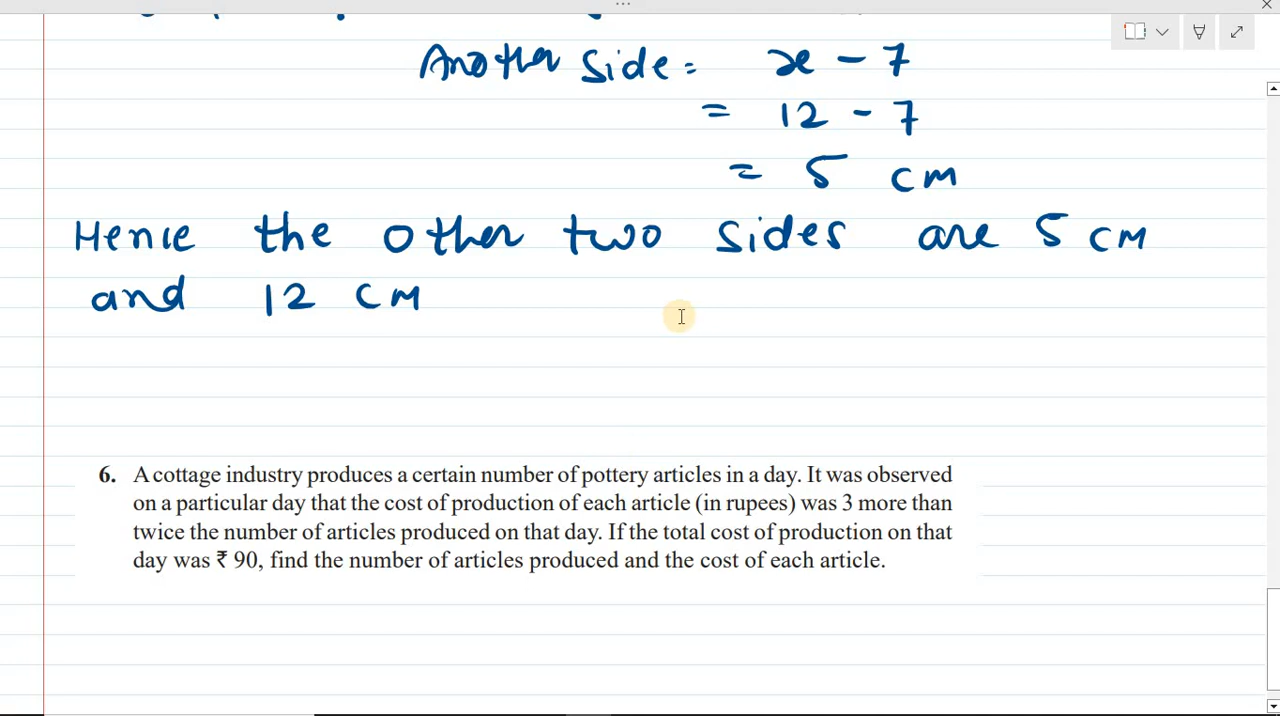 Another side = x - 7
= 12 - 7
= 5 cm
Hence the other two sides are 5 cm
and 12 cm
6. A cottage industry produces a certain number of pottery articles in a day. It was observed
on a particular day that the cost of production of each article (in rupees) was 3 more than
twice the number of articles produced on that day. If the total cost of production on that
day was ₹ 90, find the number of articles produced and the cost of each article.